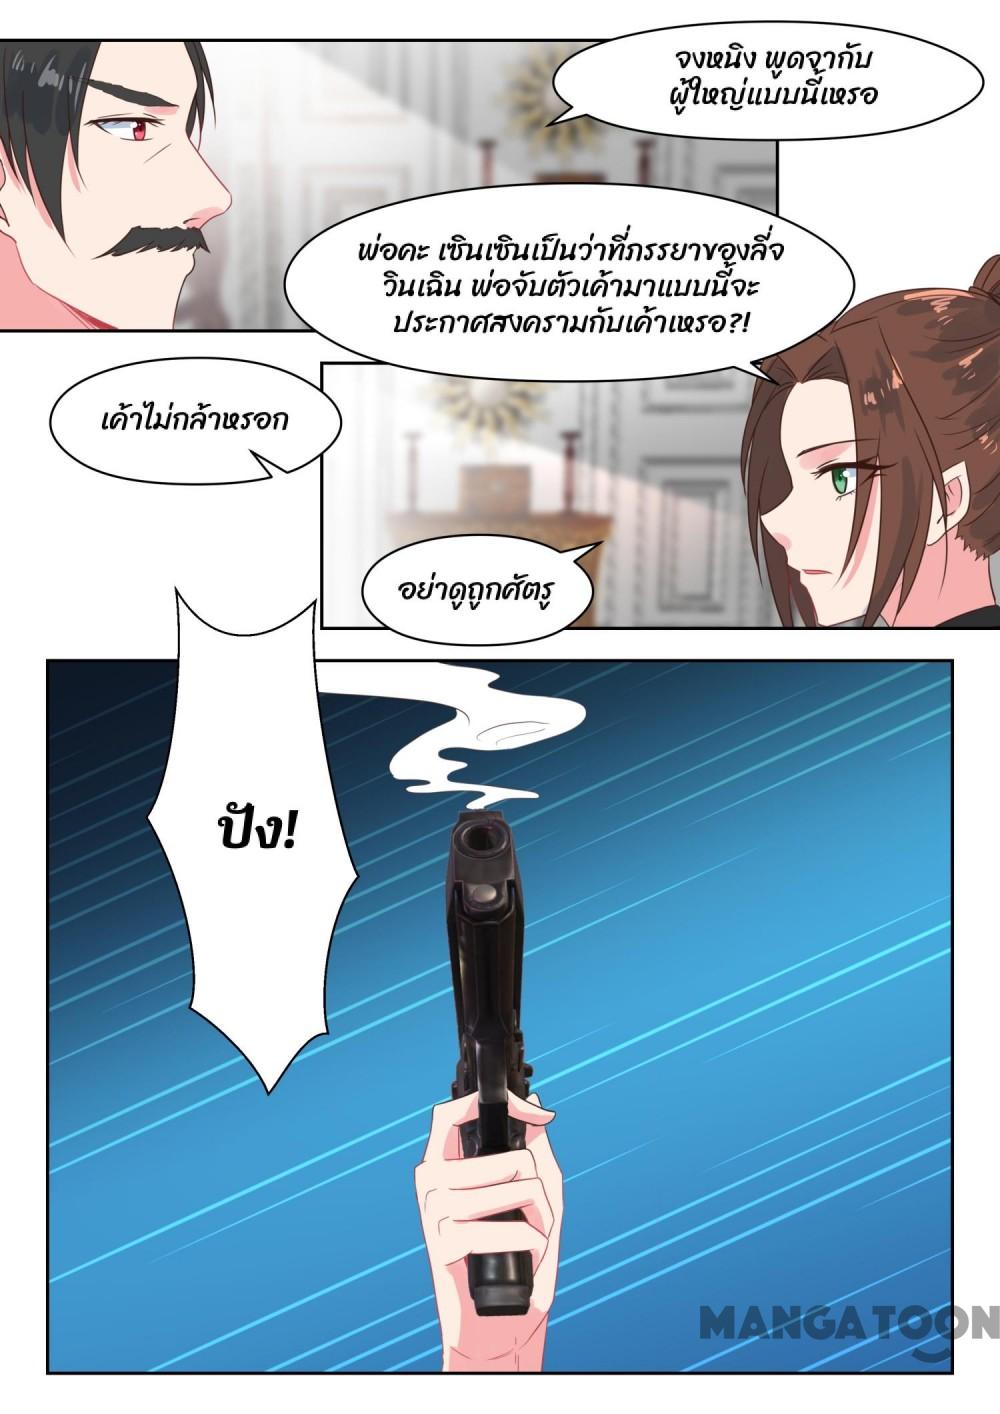 จงหนิง พูดจากับ
ผู้ใหญ่แบบนี้เหรอ
พ่อคะ เซินเซินเป็นว่าที่ภรรยาของลี่จ
วินเฉิน พ่อจับตัวเค้ามาแบบนี้จะ
ประกาศสงครามกับเค้าเหรอ?!
เค้าไม่กล้าหรอก
อย่าดูถูกศัตรู
ปัง!
MANGATOON